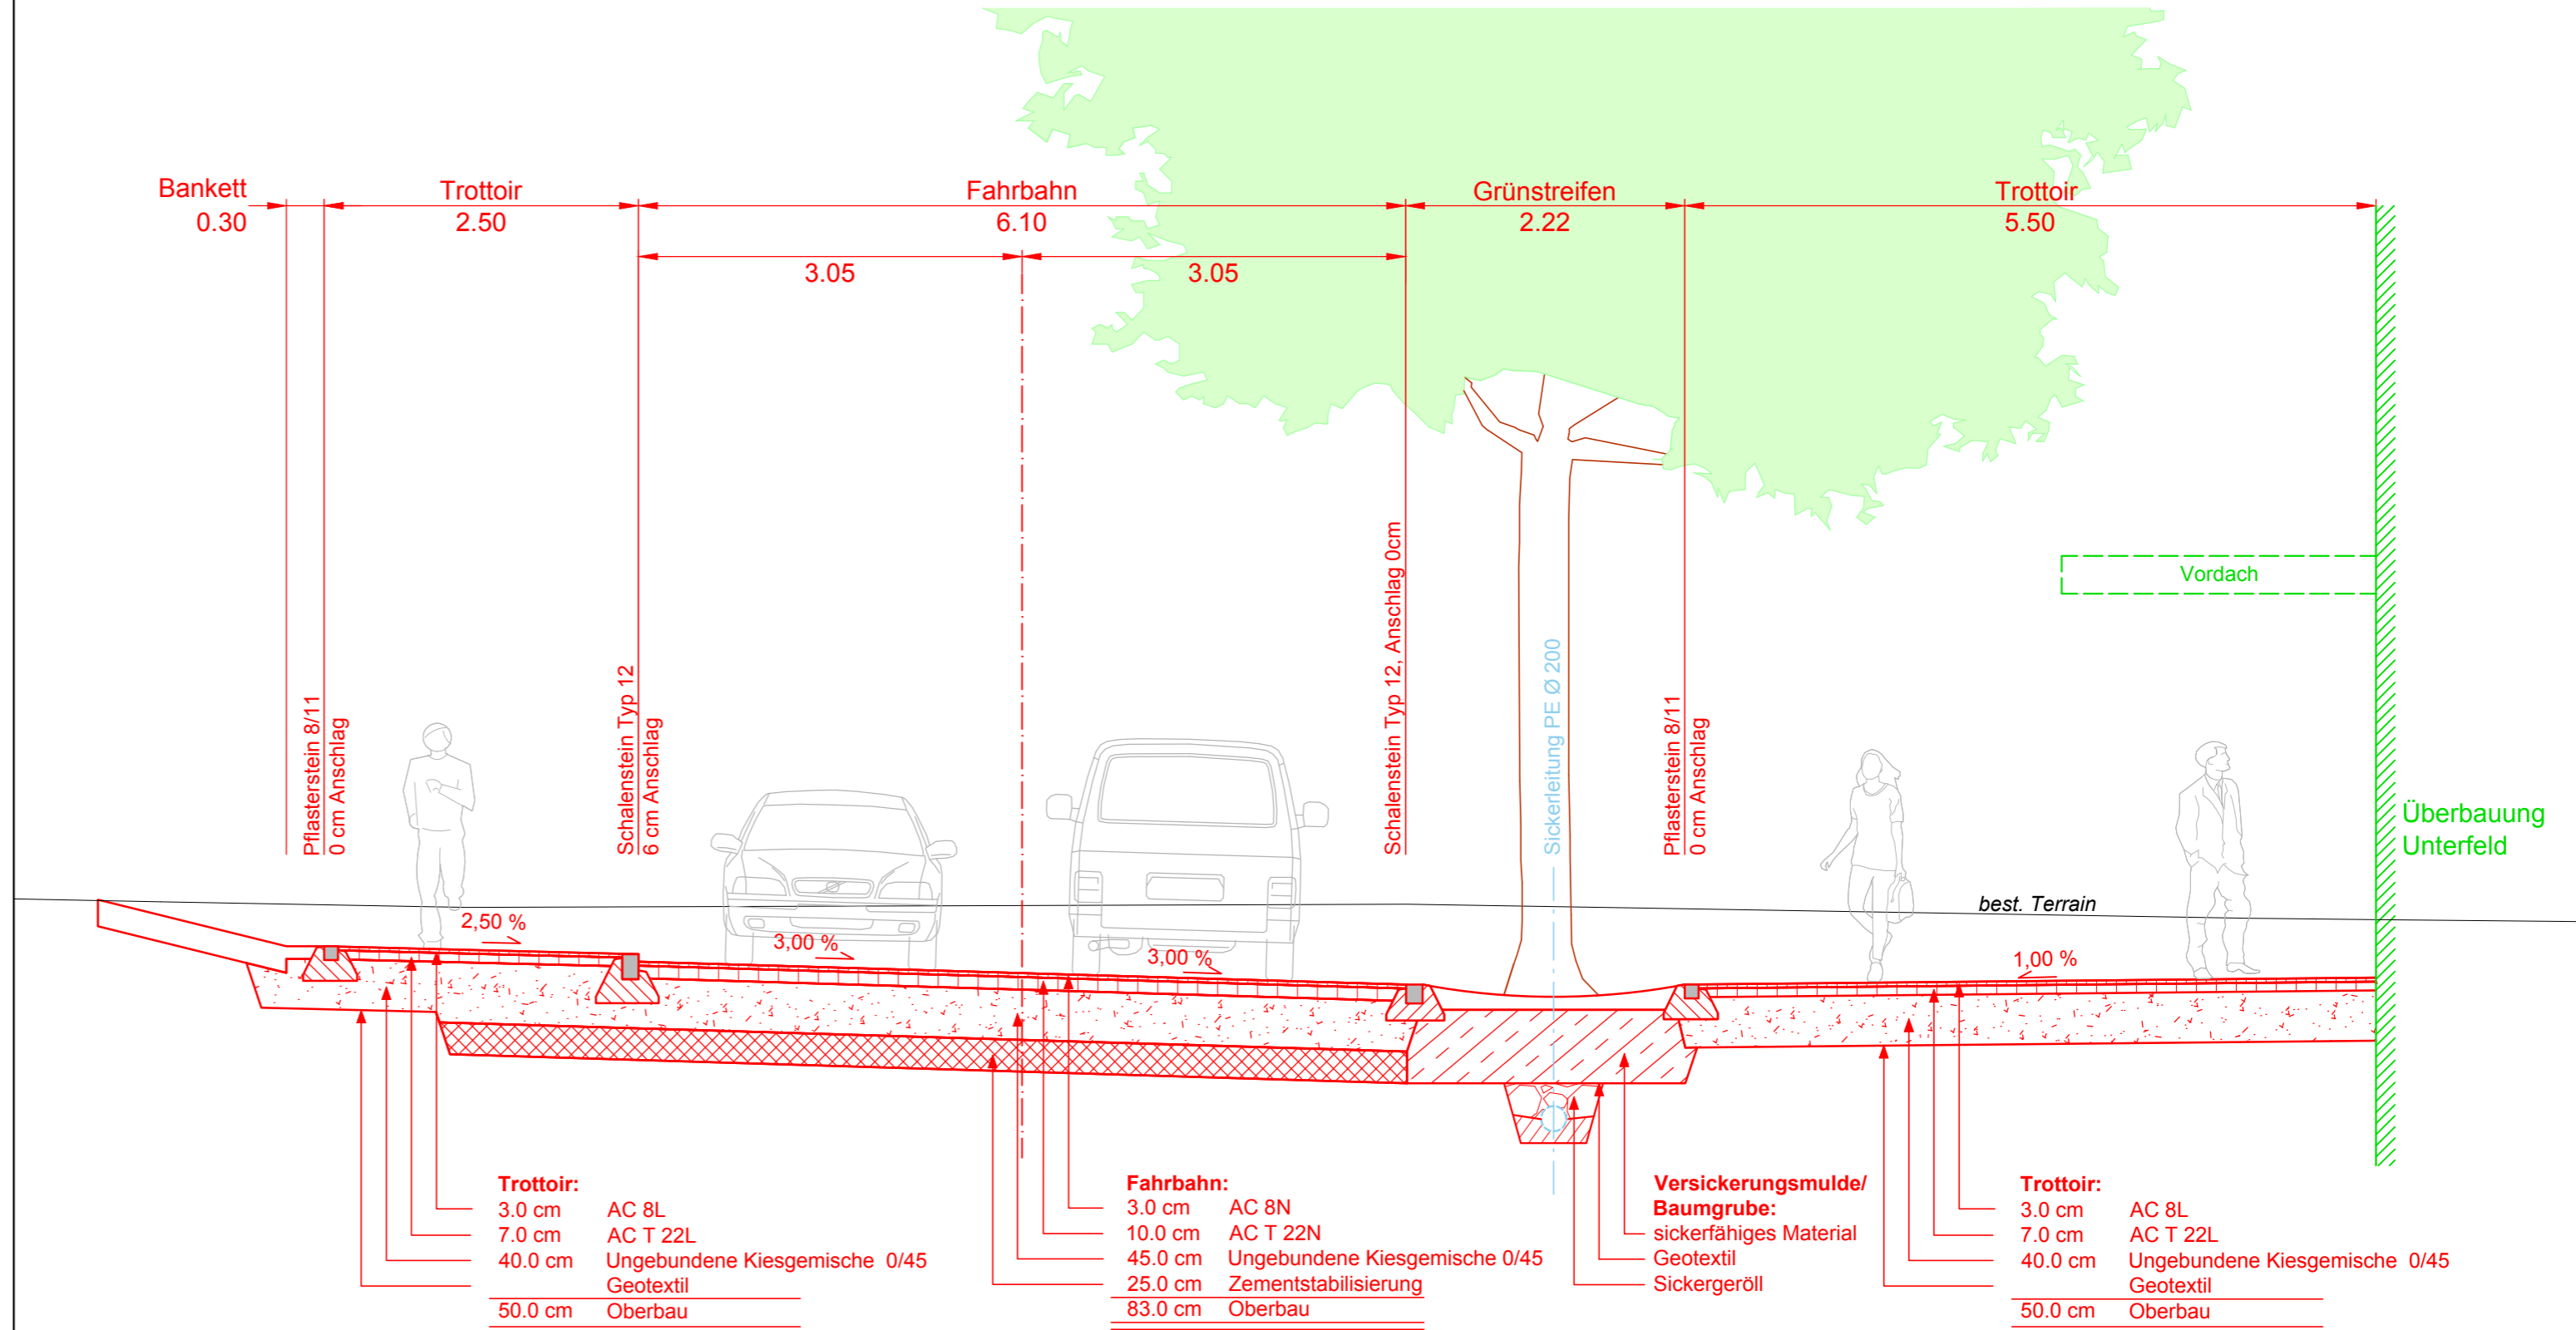 Bankett
0.30
Trottoir
2.50
Fahrbahn
6.10
Grünstreifen
2.22
Trottoir
5.50
3.05
3.05
Pflasterstein 8/11
0 cm Anschlag
Schalenstein Typ 12
6 cm Anschlag
Schalenstein Typ 12, Anschlag 0cm
Sickerleitung PE Ø 200
Pflasterstein 8/11
0 cm Anschlag
Vordach
Überbauung
Unterfeld
best. Terrain
2,50 %
3,00 %
3,00 %
1,00 %
Trottoir:
3.0 cm AC 8L
7.0 cm AC T 22L
40.0 cm Ungebundene Kiesgemische 0/45
Geotextil
50.0 cm Oberbau
Fahrbahn:
3.0 cm AC 8N
10.0 cm AC T 22N
45.0 cm Ungebundene Kiesgemische 0/45
25.0 cm Zementstabilisierung
83.0 cm Oberbau
Versickerungsmulde/
Baumgrube:
sickerfähiges Material
Geotextil
Sickergeröll
Trottoir:
3.0 cm AC 8L
7.0 cm AC T 22L
40.0 cm Ungebundene Kiesgemische 0/45
Geotextil
50.0 cm Oberbau